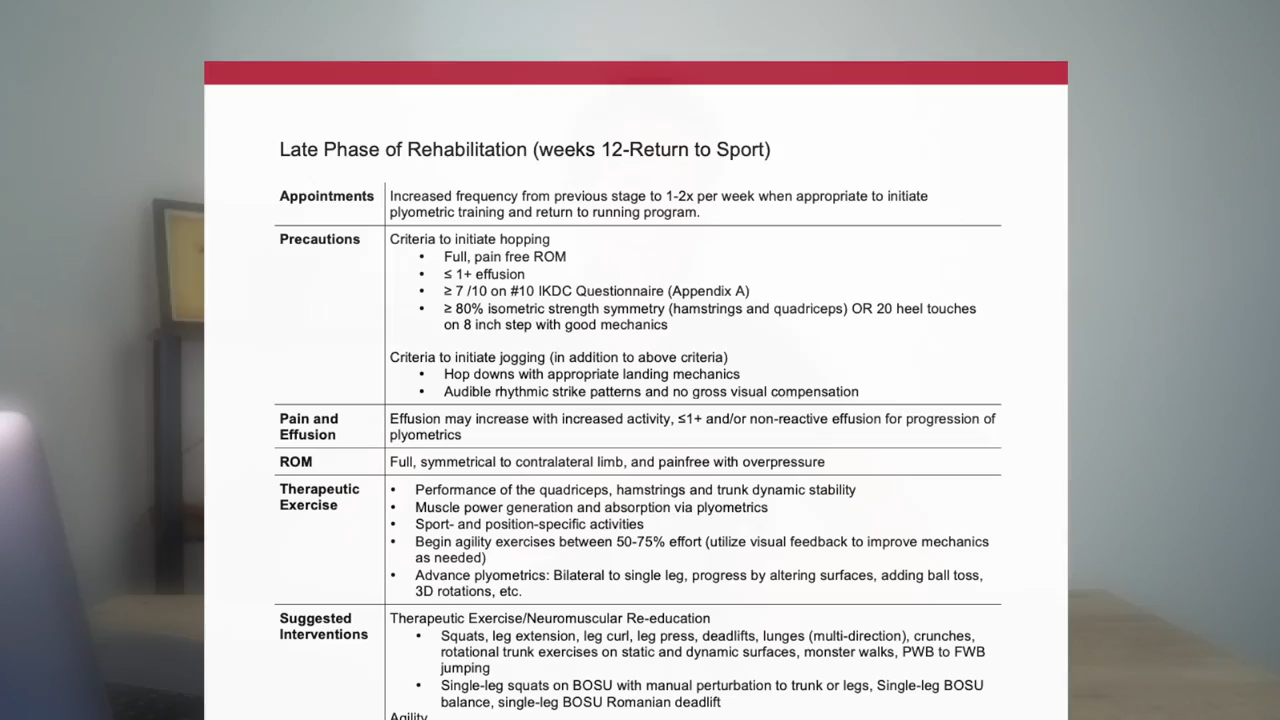 Late Phase of Rehabilitation (weeks 12-Return to Sport)
Appointments
Increased frequency from previous stage to 1-2x per week when appropriate to initiate
plyometric training and return to running program.
Precautions
Criteria to initiate hopping
• Full, pain free ROM
• ≤ 1+ effusion
• ≥ 7 /10 on #10 IKDC Questionnaire (Appendix A)
• ≥ 80% isometric strength symmetry (hamstrings and quadriceps) OR 20 heel touches
on 8 inch step with good mechanics
Criteria to initiate jogging (in addition to above criteria)
• Hop downs with appropriate landing mechanics
• Audible rhythmic strike patterns and no gross visual compensation
Pain and
Effusion
Effusion may increase with increased activity, ≤1+ and/or non-reactive effusion for progression of
plyometrics
ROM
Full, symmetrical to contralateral limb, and painfree with overpressure
Therapeutic
Exercise
• Performance of the quadriceps, hamstrings and trunk dynamic stability
• Muscle power generation and absorption via plyometrics
• Sport- and position-specific activities
• Begin agility exercises between 50-75% effort (utilize visual feedback to improve mechanics
as needed)
• Advance plyometrics: Bilateral to single leg, progress by altering surfaces, adding ball toss,
3D rotations, etc.
Suggested
Interventions
Therapeutic Exercise/Neuromuscular Re-education
• Squats, leg extension, leg curl, leg press, deadlifts, lunges (multi-direction), crunches,
rotational trunk exercises on static and dynamic surfaces, monster walks, PWB to FWB
jumping
• Single-leg squats on BOSU with manual perturbation to trunk or legs, Single-leg BOSU
balance, single-leg BOSU Romanian deadlift
Agility